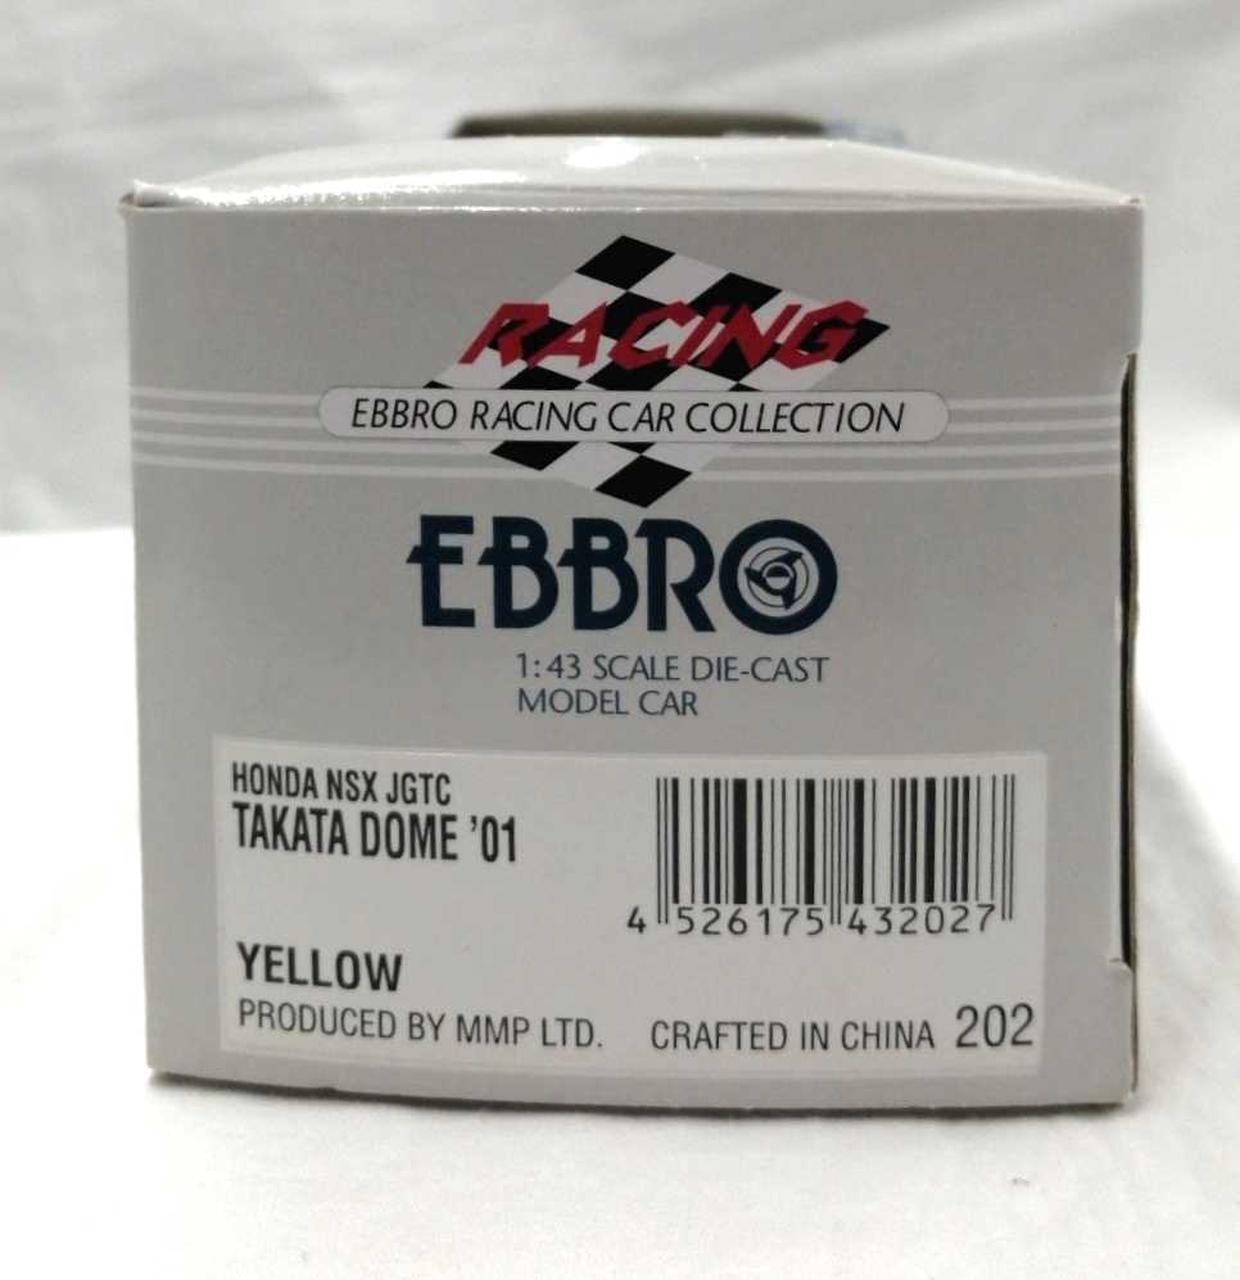 RACING
EBBRO RACING CAR COLLECTION
EBBRO
1:43 SCALE DIE-CAST
MODEL CAR
HONDA NSX JGTC
TAKATA DOME ’01
4 526175 432027
YELLOW
PRODUCED BY MMP LTD. CRAFTED IN CHINA 202